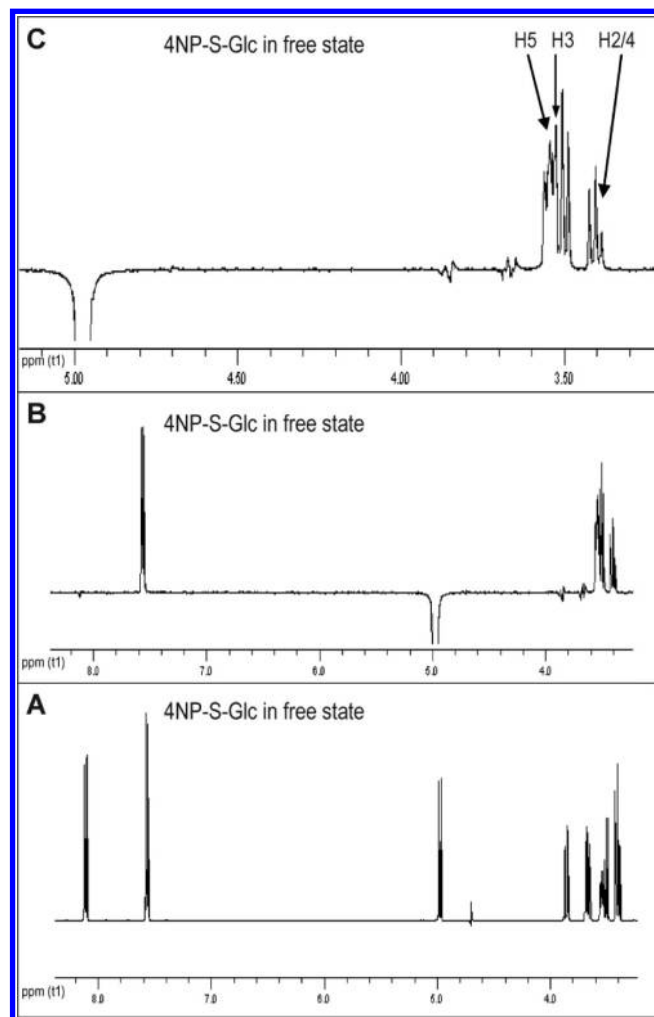 C
4NP-S-Glc in free state
H5
H3
H2/4
ppm (t1)
5.00
4.50
4.00
3.50
B
4NP-S-Glc in free state
ppm (t1)
8.0
7.0
6.0
5.0
4.0
A
4NP-S-Glc in free state
ppm (t1)
8.0
7.0
6.0
5.0
4.0